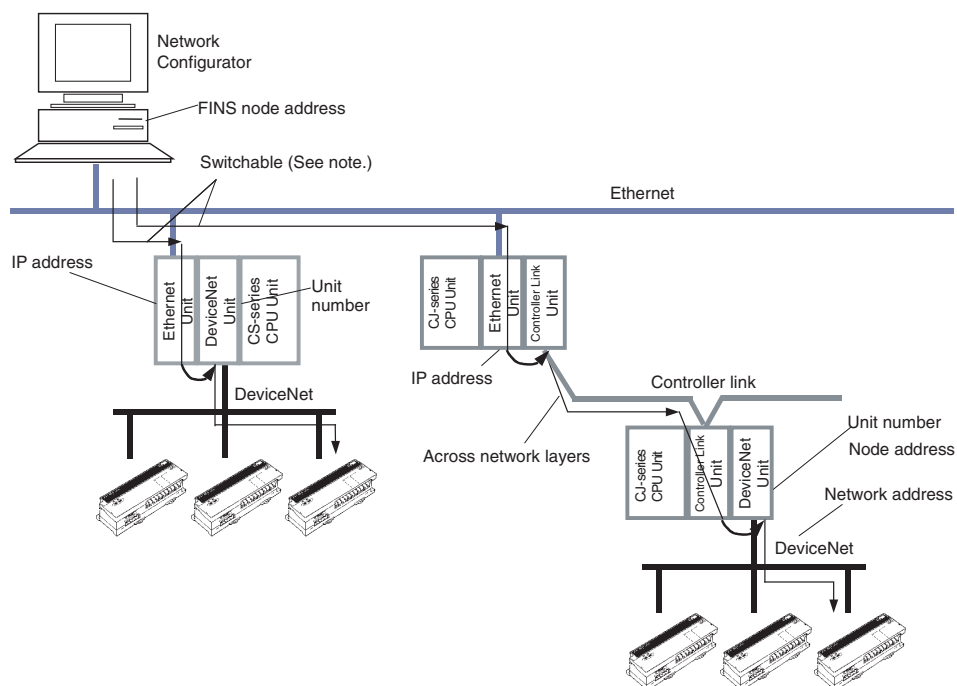 Network
Configurator
FINS node address
Switchable (See note.)
Ethernet
IP address
Ethernet
Unit
DeviceNet
Unit
CS-series
CPU Unit
Unit
number
CJ-series
CPU Unit
Ethernet
Unit
Controller Link
Unit
IP address
DeviceNet
Controller link
Across network layers
CJ-series
CPU Unit
Controller Link
Unit
DeviceNet
Unit
Unit number
Node address
Network address
DeviceNet